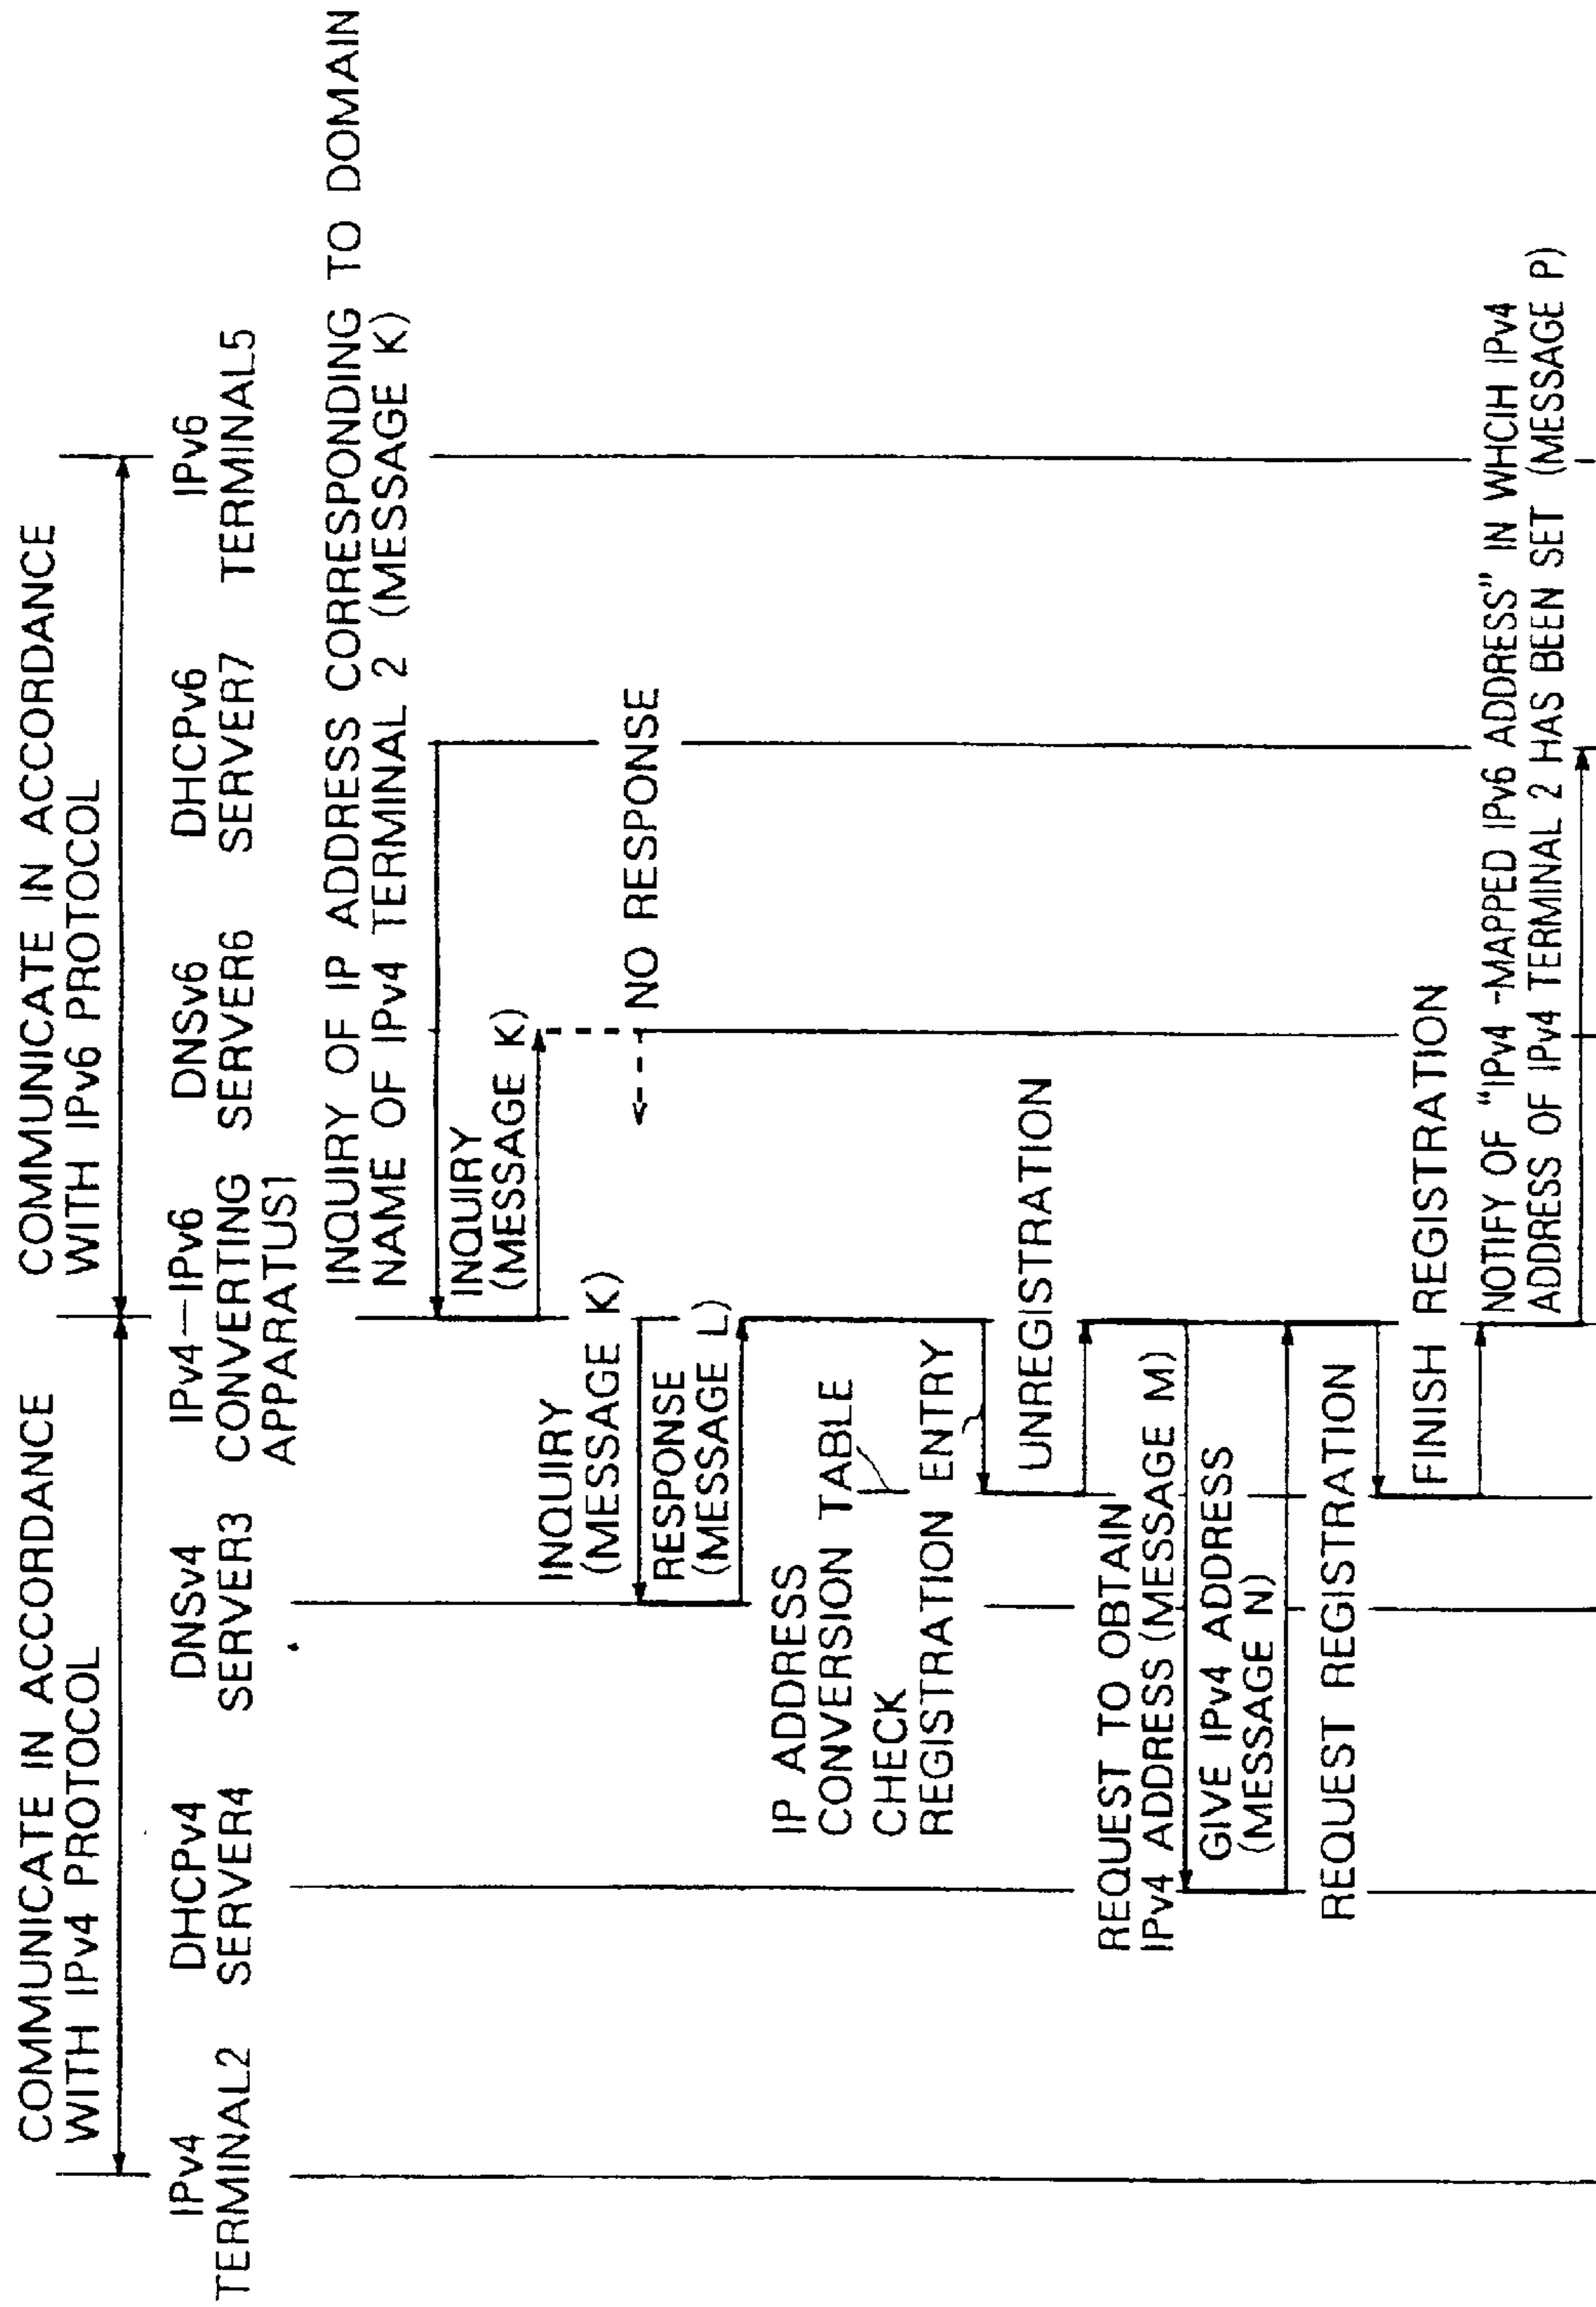 COMMUNICATE IN ACCORDANCE
WITH IPv4 PROTOCOL
COMMUNICATE IN ACCORDANCE
WITH IPv6 PROTOCOL
IPv4
TERMINAL2
DHCPv4
SERVER4
DNSv4
SERVER3
IPv4-IPv6
CONVERTING
APPARATUS1
DNSv6
SERVER6
DHCPv6
SERVER7
IPv6
TERMINAL5
INQUIRY OF IP ADDRESS CORRESPONDING TO DOMAIN
NAME OF IPv4 TERMINAL 2 (MESSAGE K)
INQUIRY
(MESSAGE K)
NO RESPONSE
INQUIRY
(MESSAGE K)
RESPONSE
(MESSAGE L)
IP ADDRESS
CONVERSION TABLE
CHECK
REGISTRATION ENTRY
UNREGISTRATION
REQUEST TO OBTAIN
IPv4 ADDRESS (MESSAGE M)
GIVE IPv4 ADDRESS
(MESSAGE N)
REQUEST REGISTRATION
FINISH REGISTRATION
NOTIFY OF "IPv4 -MAPPED IPv6 ADDRESS" IN WHCIH IPv4
ADDRESS OF IPv4 TERMINAL 2 HAS BEEN SET (MESSAGE P)